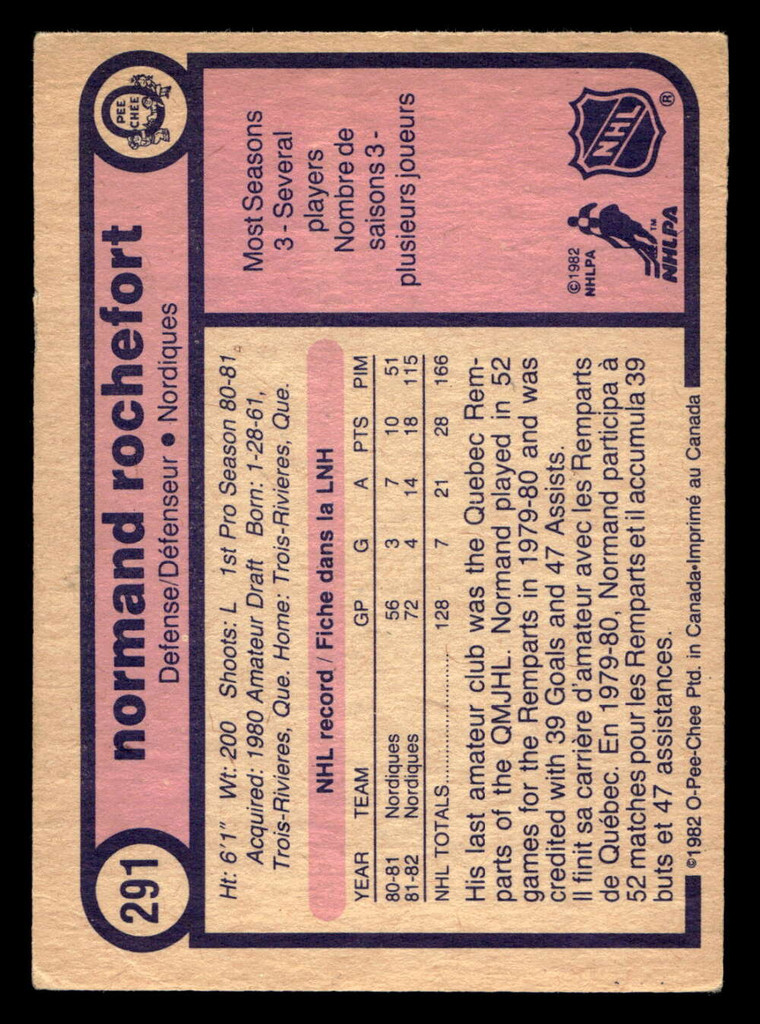 291
normand rochefort
Defense/Défenseur • Nordiques
O
PEE
CHEE
Ht: 6'1" Wt: 200 Shoots: L 1st Pro Season 80-81
Acquired: 1980 Amateur Draft Born: 1-28-61,
Trois-Rivieres, Que. Home: Trois-Rivieres, Que.
NHL record / Fiche dans la LNH
YEAR TEAM GP G A PTS PIM
80-81 Nordiques 56 3 7 10 51
81-82 Nordiques 72 4 14 18 115
NHL TOTALS.................... 128 7 21 28 166
His last amateur club was the Quebec Rem-
parts of the QMJHL. Normand played in 52
games for the Remparts in 1979-80 and was
credited with 39 Goals and 47 Assists.
Il finit sa carrière d'amateur avec les Remparts
de Québec. En 1979-80, Normand participa à
52 matches pour les Remparts et il accumula 39
buts et 47 assistances.
©1982 O-Pee-Chee Ptd. in Canada•Imprimé au Canada
Most Seasons
3 - Several
players
Nombre de
saisons 3 -
plusieurs joueurs
©1982
NHLPA
™
NHLPA
NHL
®